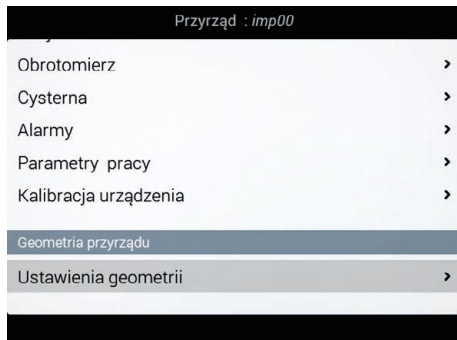 Przyrząd : imp00
Obrotomierz
Cysterna
Alarmy
Parametry pracy
Kalibracja urządzenia
Geometria przyrządu
Ustawienia geometrii